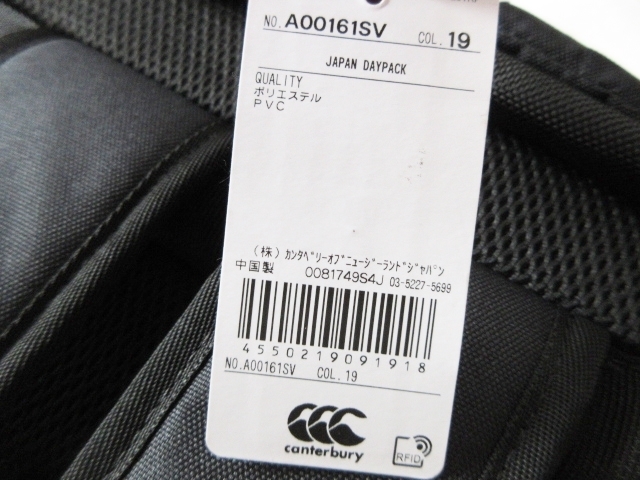 NO. A00161SV COL. 19
JAPAN DAYPACK
QUALITY
ポリエステル
PVC
(株) カンタベリーオブニュージーランドジャパン
中国製 0081749S4J 03-5227-5699
4550219091918
NO. A00161SV COL. 19
canterbury
RFID